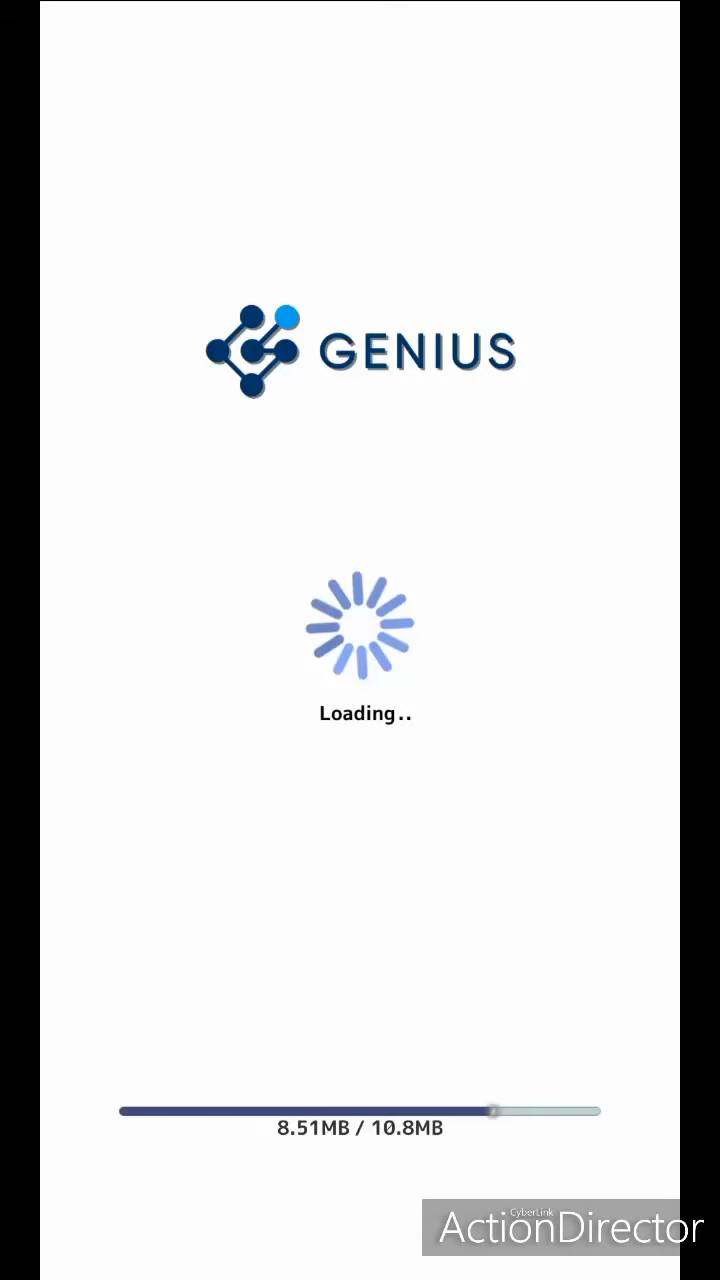 GENIUS
Loading..
8.51MB / 10.8MB
CyberLink
ActionDirector